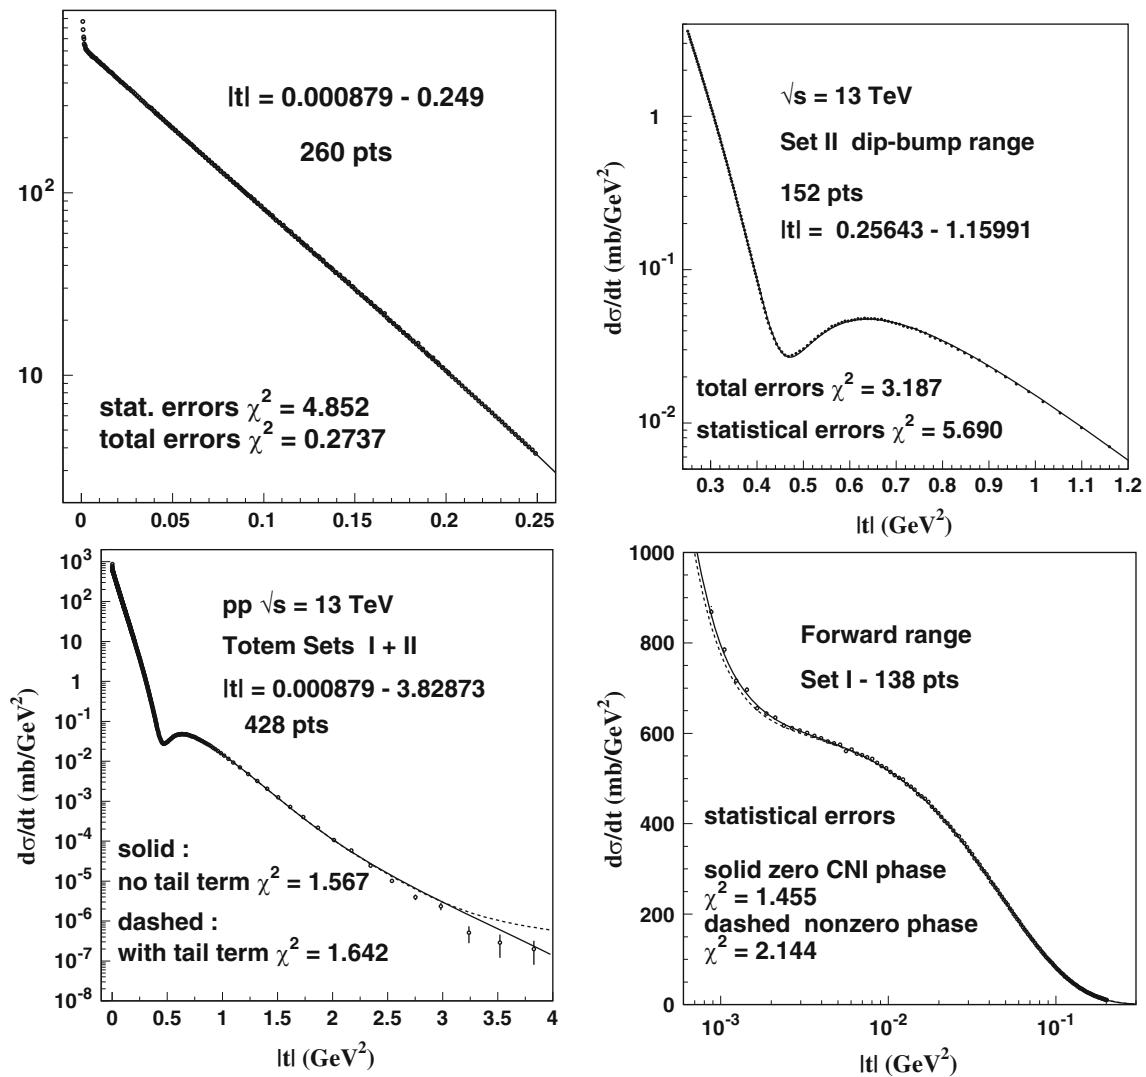 |t| = 0.000879 - 0.249
260 pts
10²
10
stat. errors χ² = 4.852
total errors χ² = 0.2737
0 0.05 0.1 0.15 0.2 0.25
dσ/dt (mb/GeV²)
√s = 13 TeV
Set II dip-bump range
152 pts
|t| = 0.25643 - 1.15991
1
10⁻¹
10⁻²
total errors χ² = 3.187
statistical errors χ² = 5.690
0.3 0.4 0.5 0.6 0.7 0.8 0.9 1 1.1 1.2
|t| (GeV²)
dσ/dt (mb/GeV²)
10³
10²
10
1
10⁻¹
10⁻²
10⁻³
10⁻⁴
10⁻⁵
10⁻⁶
10⁻⁷
10⁻⁸
pp √s = 13 TeV
Totem Sets I + II
|t| = 0.000879 - 3.82873
428 pts
solid :
no tail term χ² = 1.567
dashed :
with tail term χ² = 1.642
0 0.5 1 1.5 2 2.5 3 3.5 4
|t| (GeV²)
dσ/dt (mb/GeV²)
1000
800
600
400
200
0
Forward range
Set I - 138 pts
statistical errors
solid zero CNI phase
χ² = 1.455
dashed nonzero phase
χ² = 2.144
10⁻³ 10⁻² 10⁻¹
|t| (GeV²)